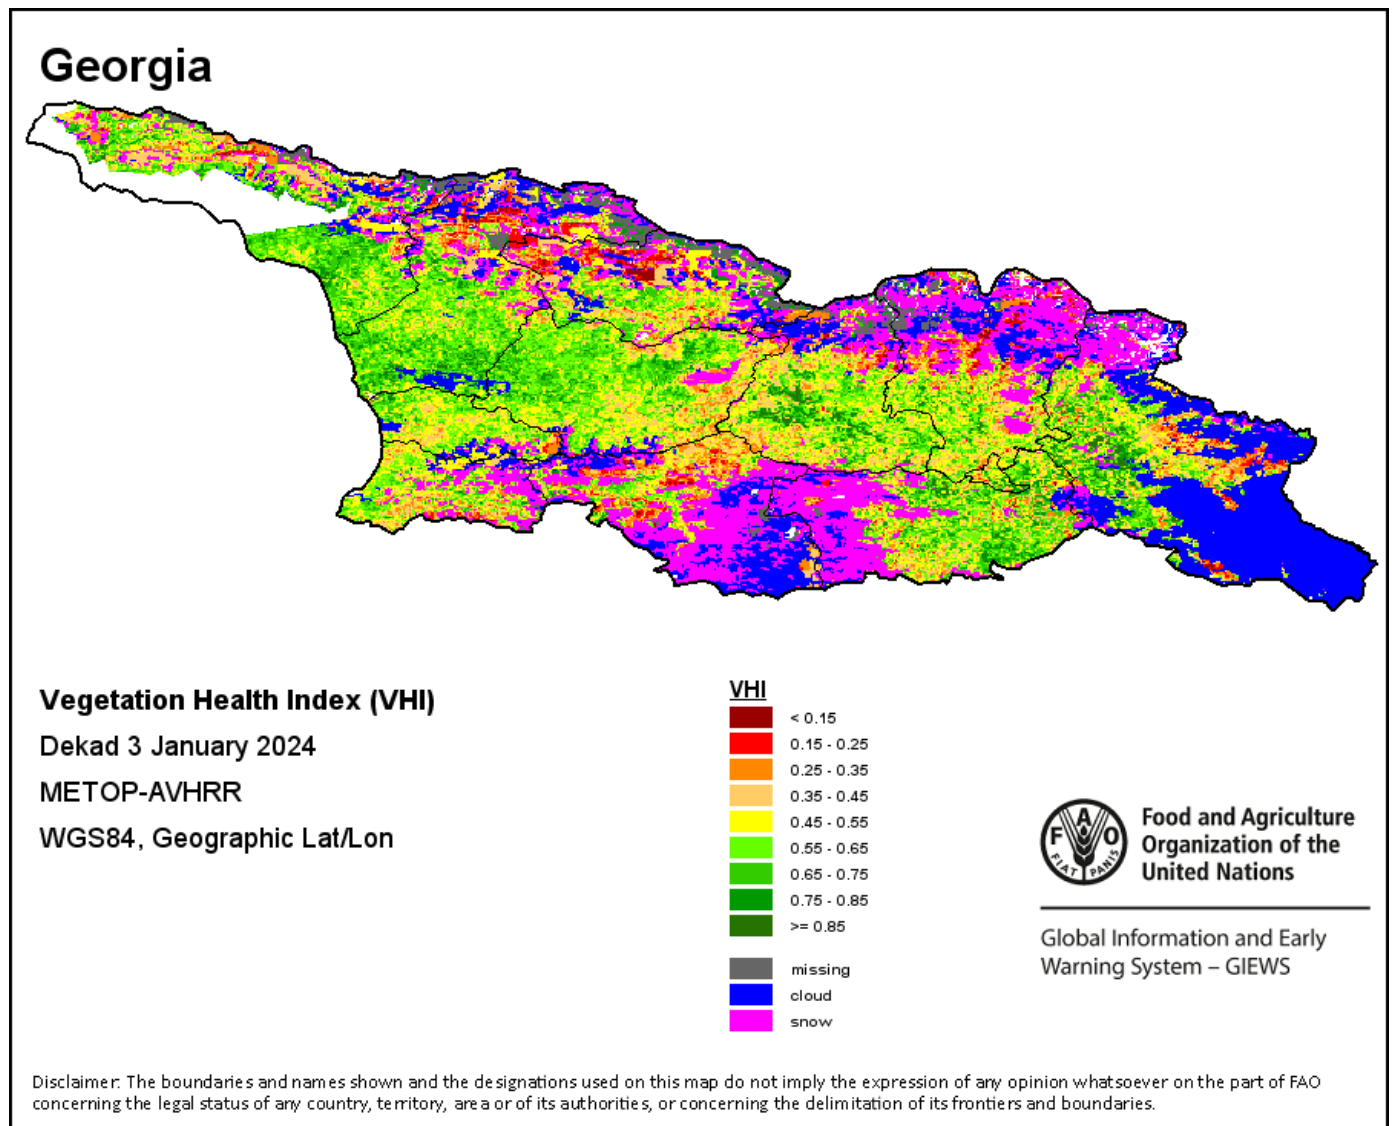 Georgia
Vegetation Health Index (VHI)
Dekad 3 January 2024
METOP-AVHRR
WGS84, Geographic Lat/Lon
VHI
< 0.15
0.15 - 0.25
0.25 - 0.35
0.35 - 0.45
0.45 - 0.55
0.55 - 0.65
0.65 - 0.75
0.75 - 0.85
>= 0.85
missing
cloud
snow
F A O
FIAT PANIS
Food and Agriculture
Organization of the
United Nations
Global Information and Early
Warning System – GIEWS
Disclaimer: The boundaries and names shown and the designations used on this map do not imply the expression of any opinion whatsoever on the part of FAO
concerning the legal status of any country, territory, area or of its authorities, or concerning the delimitation of its frontiers and boundaries.